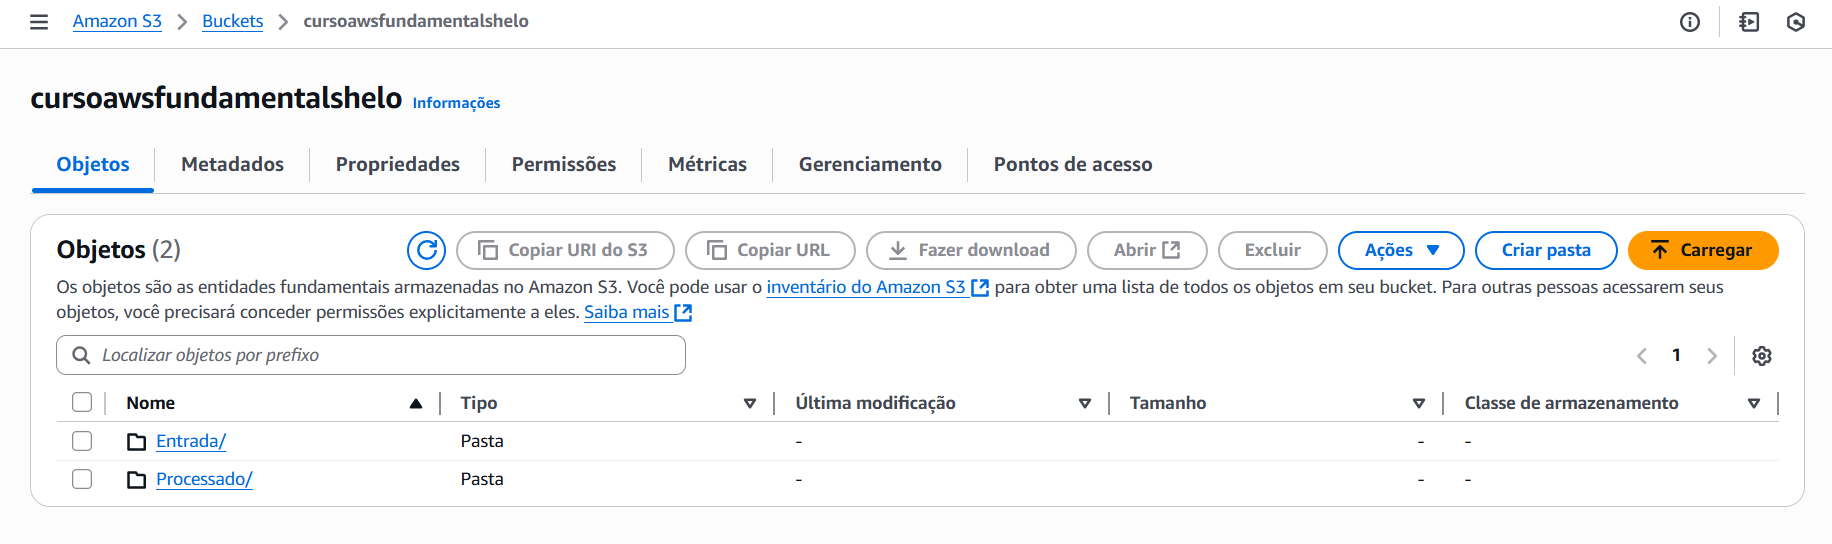 Amazon S3 > Buckets > cursoawsfundamentalshelo
cursoawsfundamentalshelo Informações
Objetos Metadados Propriedades Permissões Métricas Gerenciamento Pontos de acesso
Objetos (2) Copiar URI do S3 Copiar URL Fazer download Abrir Excluir Ações Criar pasta Carregar
Os objetos são as entidades fundamentais armazenadas no Amazon S3. Você pode usar o inventário do Amazon S3 para obter uma lista de todos os objetos em seu bucket. Para outras pessoas acessarem seus
objetos, você precisará conceder permissões explicitamente a eles. Saiba mais
Localizar objetos por prefixo 1
Nome Tipo Última modificação Tamanho Classe de armazenamento
Entrada/ Pasta - - -
Processado/ Pasta - - -